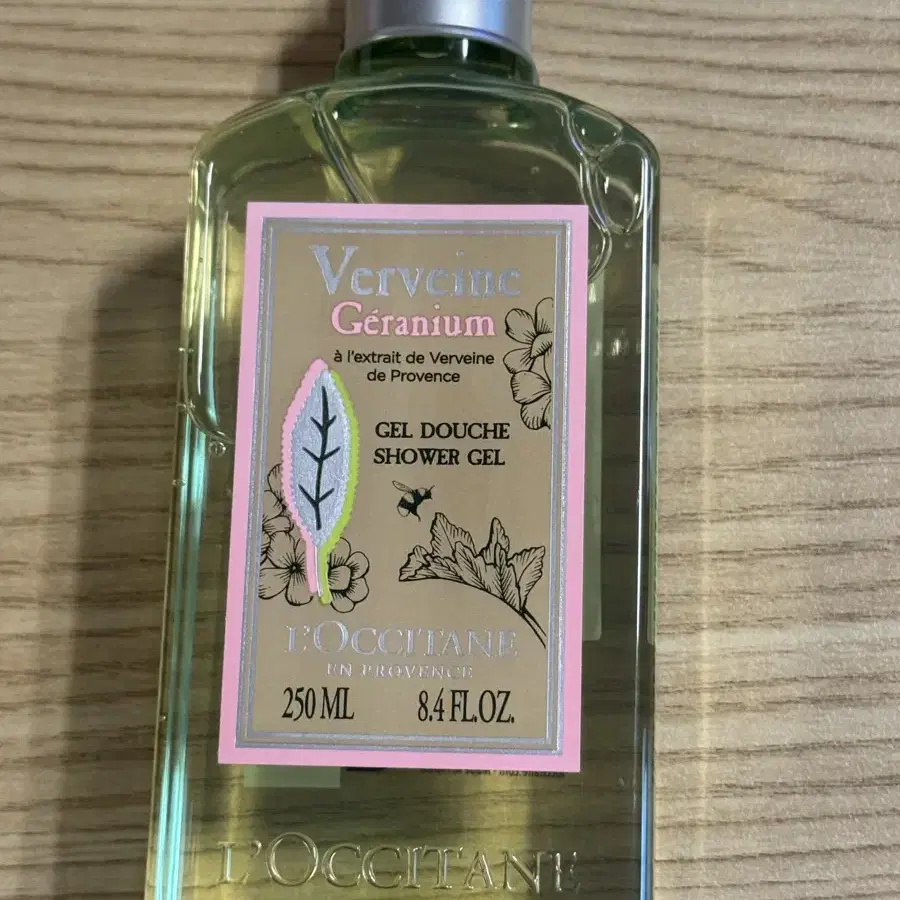 Verveine
Géranium
à l'extrait de Verveine
de Provence
GEL DOUCHE
SHOWER GEL
L'OCCITANE
EN PROVENCE
250 ML 8.4 FL.OZ.
L'OCCITANE